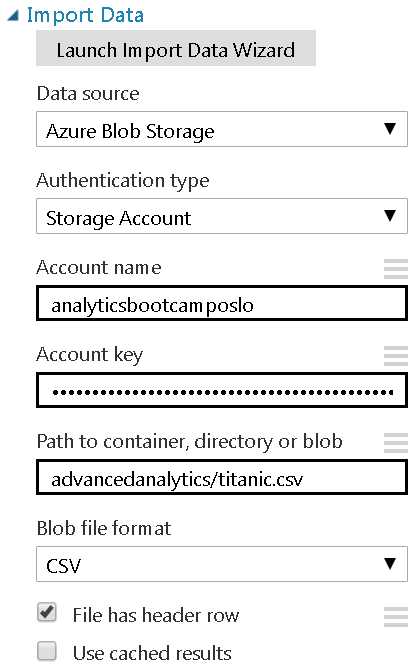 Import Data
Launch Import Data Wizard
Data source
Azure Blob Storage
Authentication type
Storage Account
Account name
analyticsbootcamposlo
Account key
••••••••••••••••••••••••••••••••••••••••••••
Path to container, directory or blob
advancedanalytics/titanic.csv
Blob file format
CSV
File has header row
Use cached results